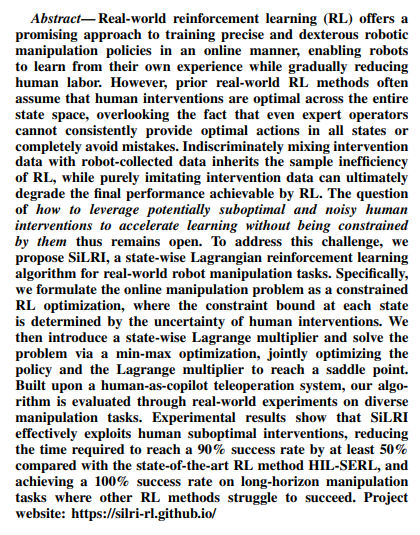 Abstract— Real-world reinforcement learning (RL) offers a
promising approach to training precise and dexterous robotic
manipulation policies in an online manner, enabling robots
to learn from their own experience while gradually reducing
human labor. However, prior real-world RL methods often
assume that human interventions are optimal across the entire
state space, overlooking the fact that even expert operators
cannot consistently provide optimal actions in all states or
completely avoid mistakes. Indiscriminately mixing intervention
data with robot-collected data inherits the sample inefficiency
of RL, while purely imitating intervention data can ultimately
degrade the final performance achievable by RL. The question
of how to leverage potentially suboptimal and noisy human
interventions to accelerate learning without being constrained
by them thus remains open. To address this challenge, we
propose SiLRI, a state-wise Lagrangian reinforcement learning
algorithm for real-world robot manipulation tasks. Specifically,
we formulate the online manipulation problem as a constrained
RL optimization, where the constraint bound at each state
is determined by the uncertainty of human interventions. We
then introduce a state-wise Lagrange multiplier and solve the
problem via a min-max optimization, jointly optimizing the
policy and the Lagrange multiplier to reach a saddle point.
Built upon a human-as-copilot teleoperation system, our algo-
rithm is evaluated through real-world experiments on diverse
manipulation tasks. Experimental results show that SiLRI
effectively exploits human suboptimal interventions, reducing
the time required to reach a 90% success rate by at least 50%
compared with the state-of-the-art RL method HIL-SERL, and
achieving a 100% success rate on long-horizon manipulation
tasks where other RL methods struggle to succeed. Project
website: https://silri-rl.github.io/